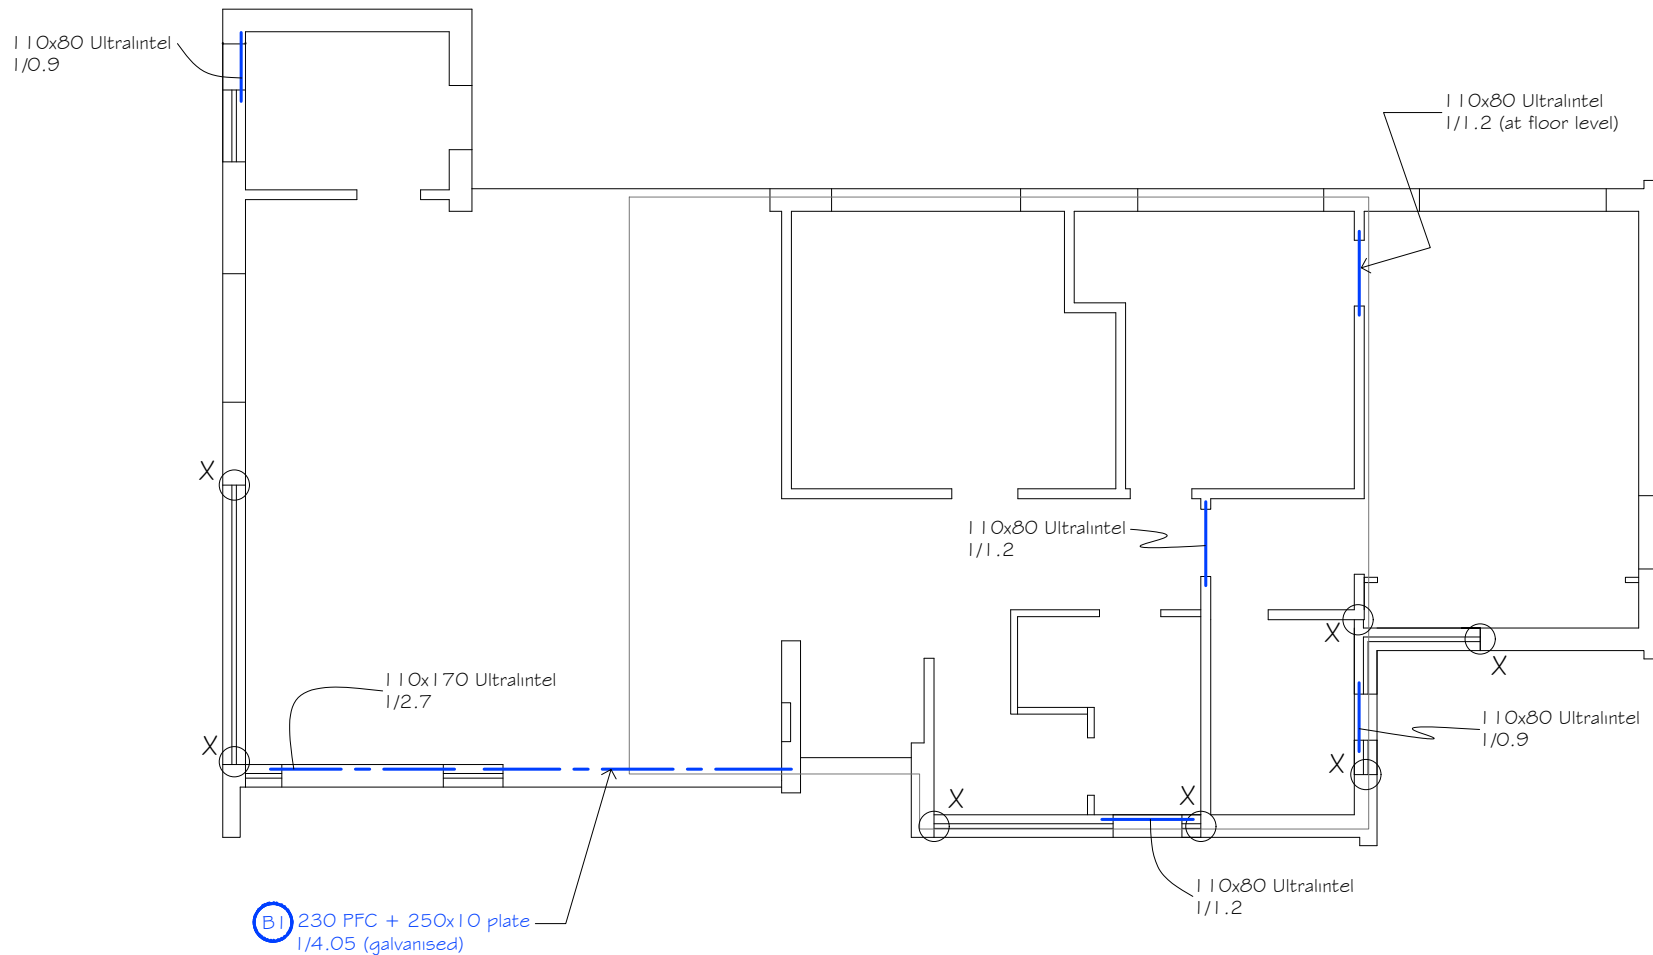 110x80 Ultralintel
1/0.9
110x80 Ultralintel
1/1.2 (at floor level)
X
110x80 Ultralintel
1/1.2
X
X
110x170 Ultralintel
1/2.7
110x80 Ultralintel
1/0.9
X
X
X
X
110x80 Ultralintel
1/1.2
B1 230 PFC + 250x10 plate
1/4.05 (galvanised)